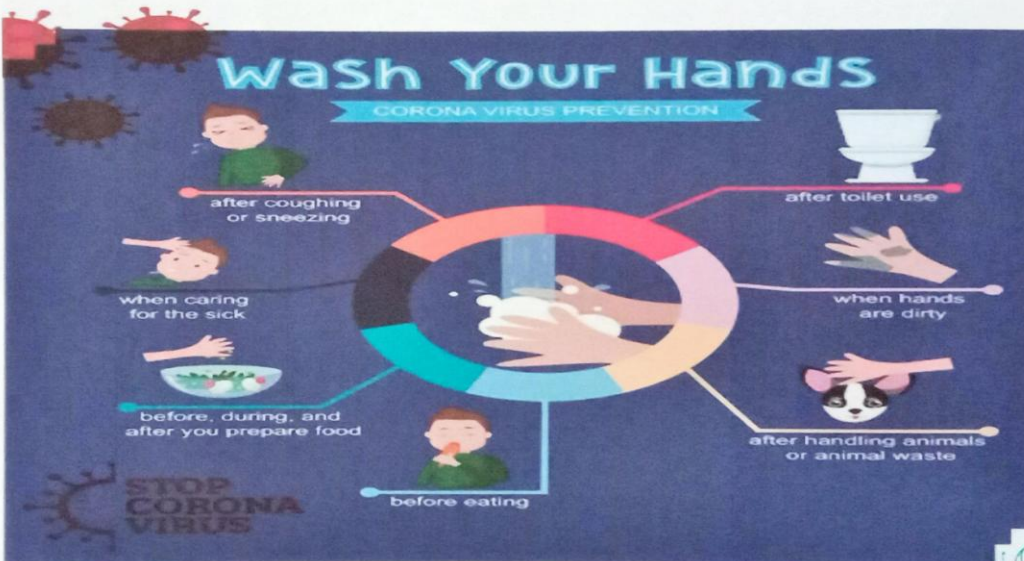 Wash Your Hands
CORONA VIRUS PREVENTION
after coughing
or sneezing
after toilet use
when caring
for the sick
when hands
are dirty
before, during, and
after you prepare food
after handling animals
or animal waste
before eating
STOP
CORONA
VIRUS